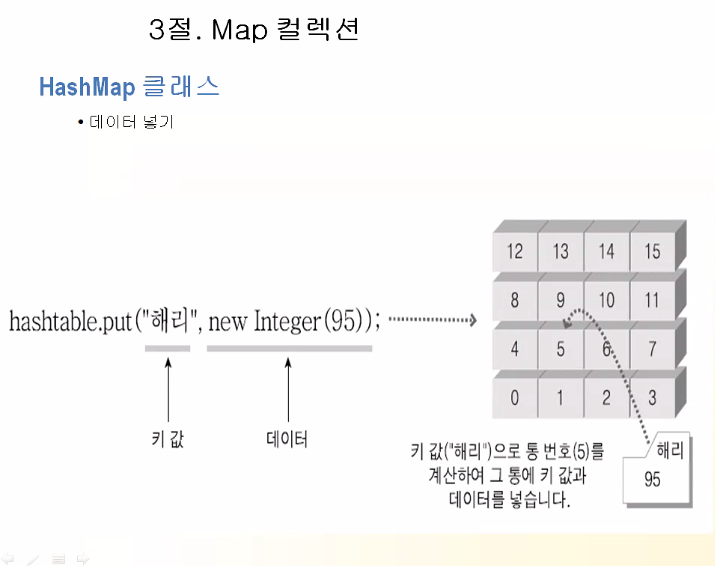 3절. Map 컬렉션
HashMap 클래스
• 데이터 넣기
hashtable.put("해리", new Integer(95));
키 값
데이터
12 13 14 15
8 9 10 11
4 5 6 7
0 1 2 3
키 값("해리")으로 통 번호(5)를
계산하여 그 통에 키 값과
데이터를 넣습니다.
해리
95